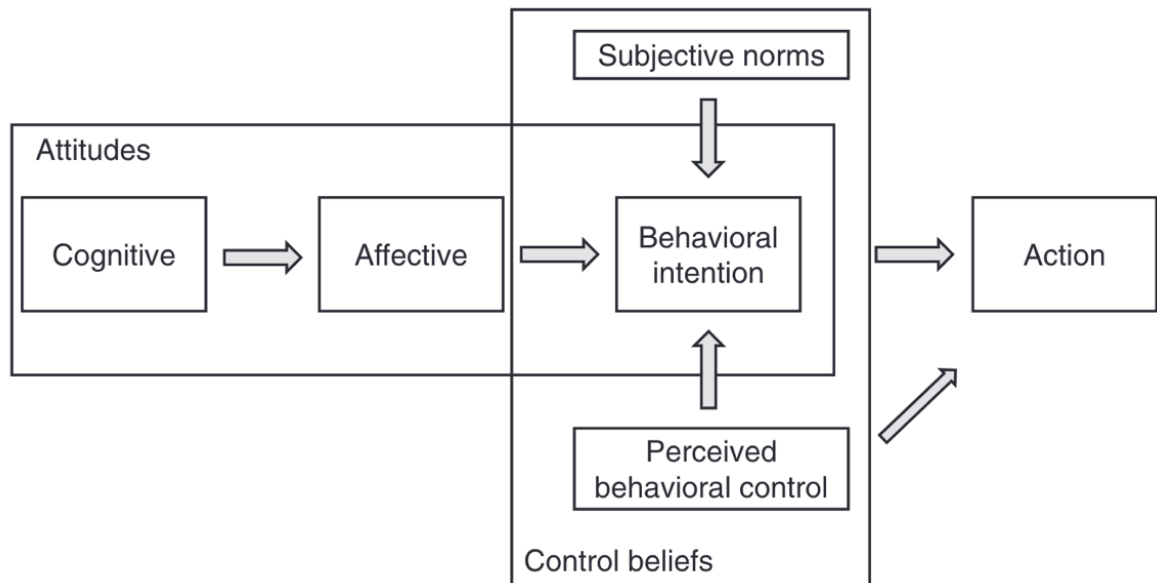 Subjective norms
Attitudes
Cognitive
Affective
Behavioral
intention
Action
Perceived
behavioral control
Control beliefs